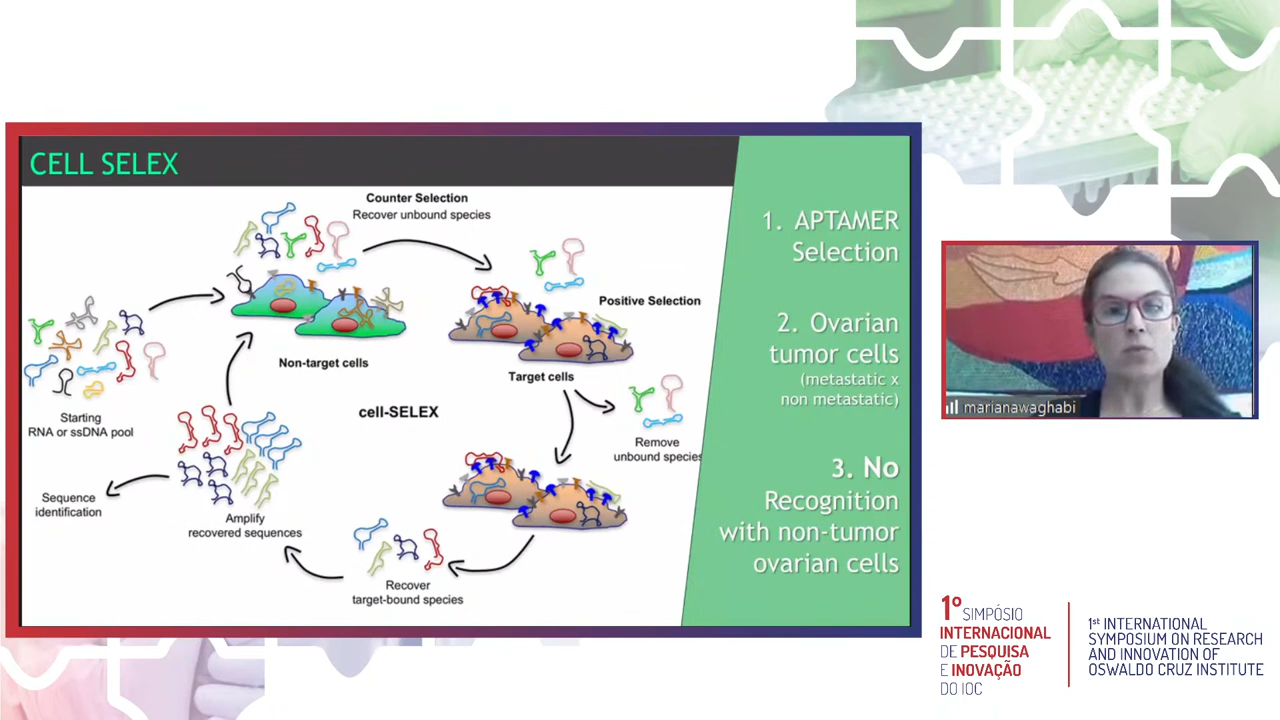 CELL SELEX
Counter Selection
Recover unbound species
Positive Selection
Non-target cells
Target cells
cell-SELEX
Starting
RNA or ssDNA pool
Remove
unbound species
Sequence
identification
Amplify
recovered sequences
Recover
target-bound species
1. APTAMER
Selection
2. Ovarian
tumor cells
(metastatic x
non metastatic)
3. No
Recognition
with non-tumor
ovarian cells
marianawaghabi
1º SIMPÓSIO
INTERNACIONAL
DE PESQUISA
E INOVAÇÃO
DO IOC
1st INTERNATIONAL
SYMPOSIUM ON RESEARCH
AND INNOVATION OF
OSWALDO CRUZ INSTITUTE